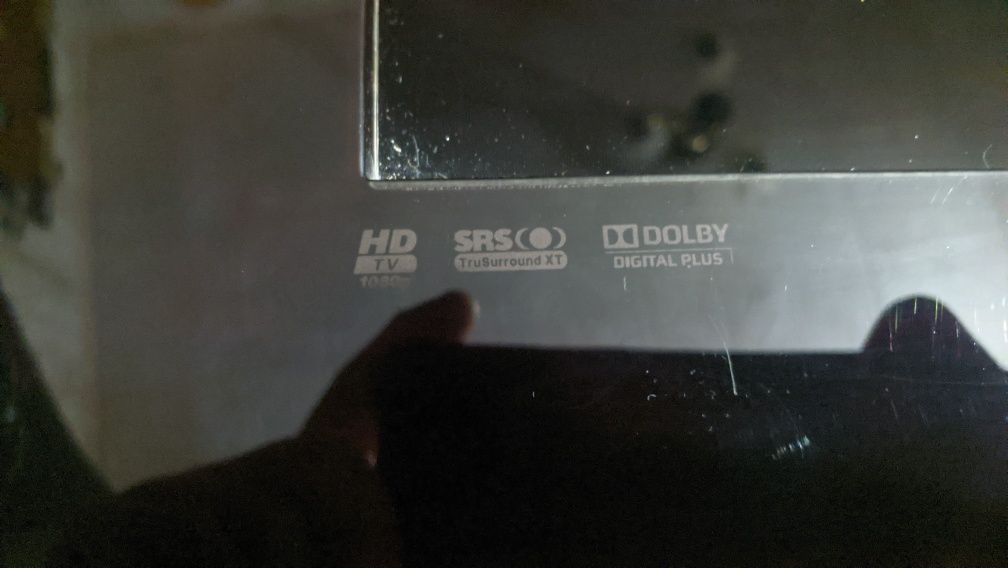 HD
TV
1080p
SRS
TruSurround XT
DOLBY
DIGITAL PLUS